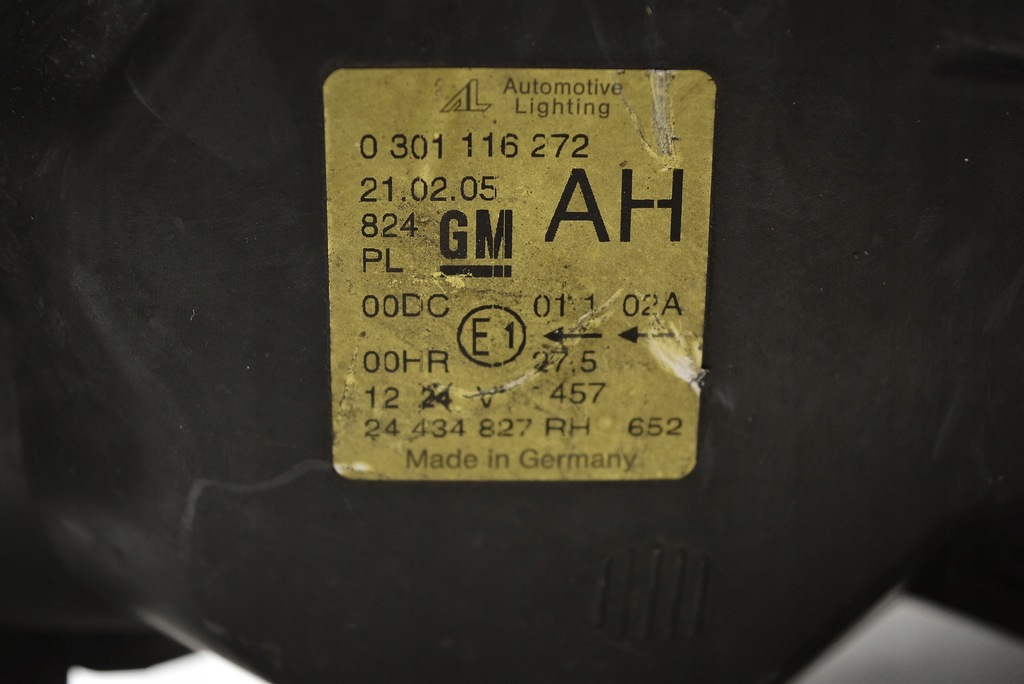 AL Automotive
Lighting
0 301 116 272
21.02.05
824 GM AH
PL
00DC 01 1 02A
E1
00HR 27,5
12 24 V 457
24 434 827 RH 652
Made in Germany